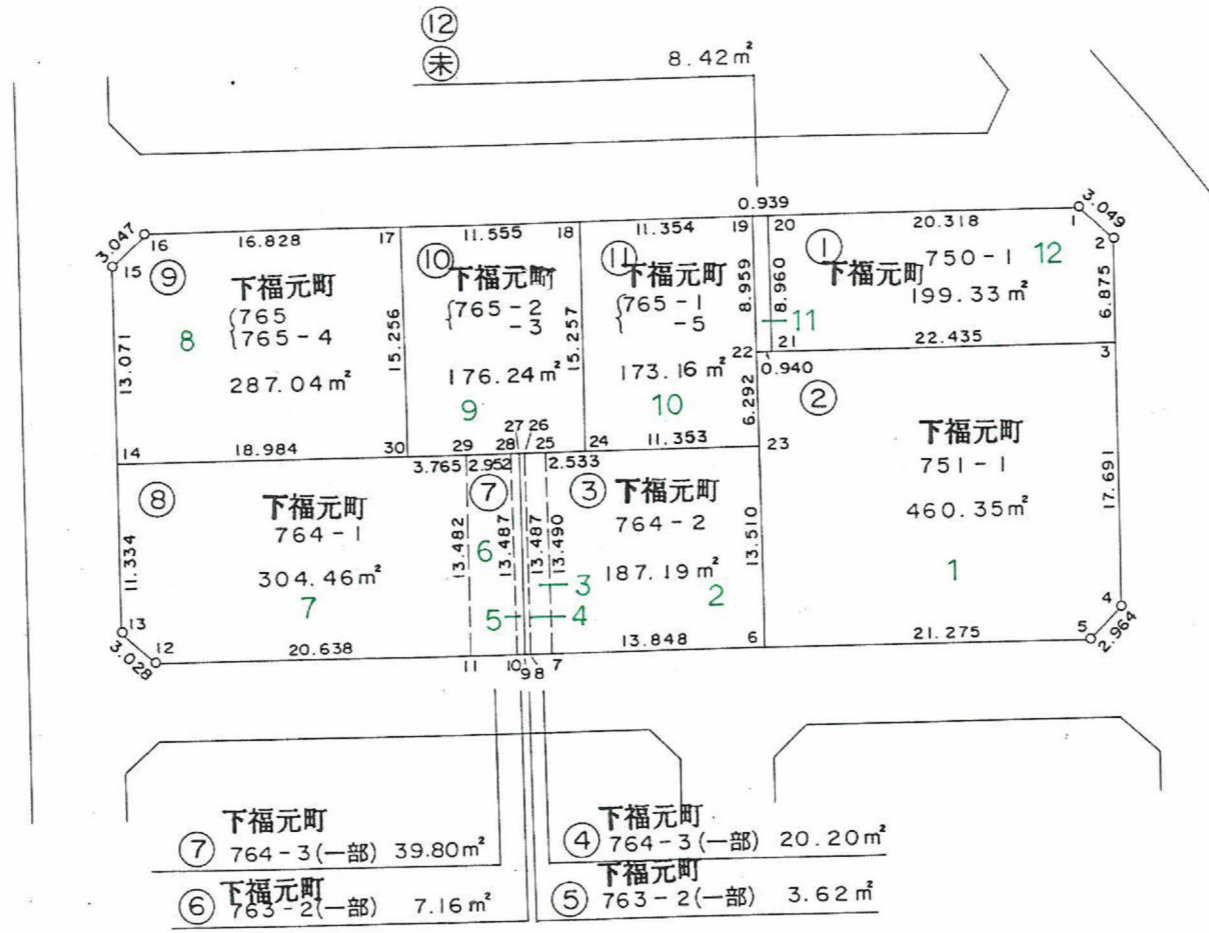 ⑫
㊍ 8.42㎡
0.939
3.047 16 16.828 17 11.555 18 11.354 19 20 20.318 1 3.049
15 ⑨ ⑩ ⑪ ① 2
下福元町
765
765-4
8
287.04㎡
13.071
15.256
下福元町
765-2
-3
176.24㎡
9
15.257
下福元町
765-1
-5
173.16㎡
10
8.959
8.960
11
下福元町 750-1 12
199.33㎡
6.875
22 21 22.435 3
0.940
6.292
②
14 18.984 30 29 28 27 26 25 24 11.353 23
3.765 2.952 2.533
下福元町
751-1
460.35㎡
1
17.691
⑧
下福元町
764-1
304.46㎡
7
11.334
13.482
⑦
6
13.487
5
13.487
13.490
③ 下福元町
764-2
187.19㎡
2
3
4
13.510
13 3.028 12 20.638 11 10 9 8 7 13.848 6 21.275 5 2.964 4
下福元町
⑦ 764-3(一部) 39.80㎡
下福元町
⑥ 763-2(一部) 7.16㎡
下福元町
④ 764-3(一部) 20.20㎡
下福元町
⑤ 763-2(一部) 3.62㎡